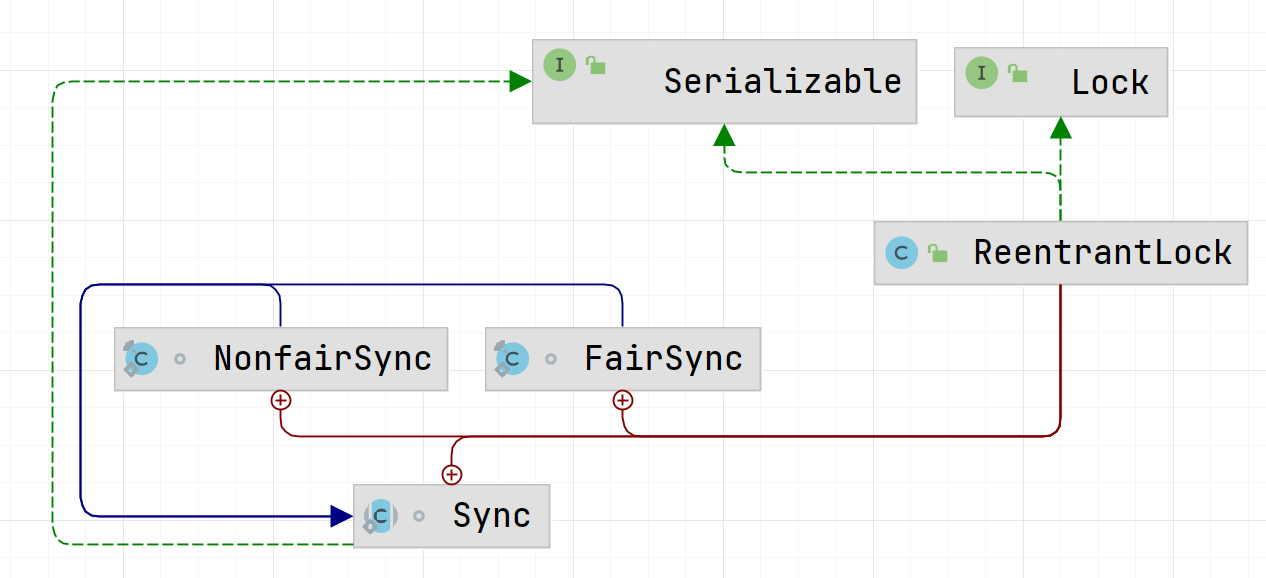 I Serializable
I Lock
C ReentrantLock
C NonfairSync
C FairSync
C Sync